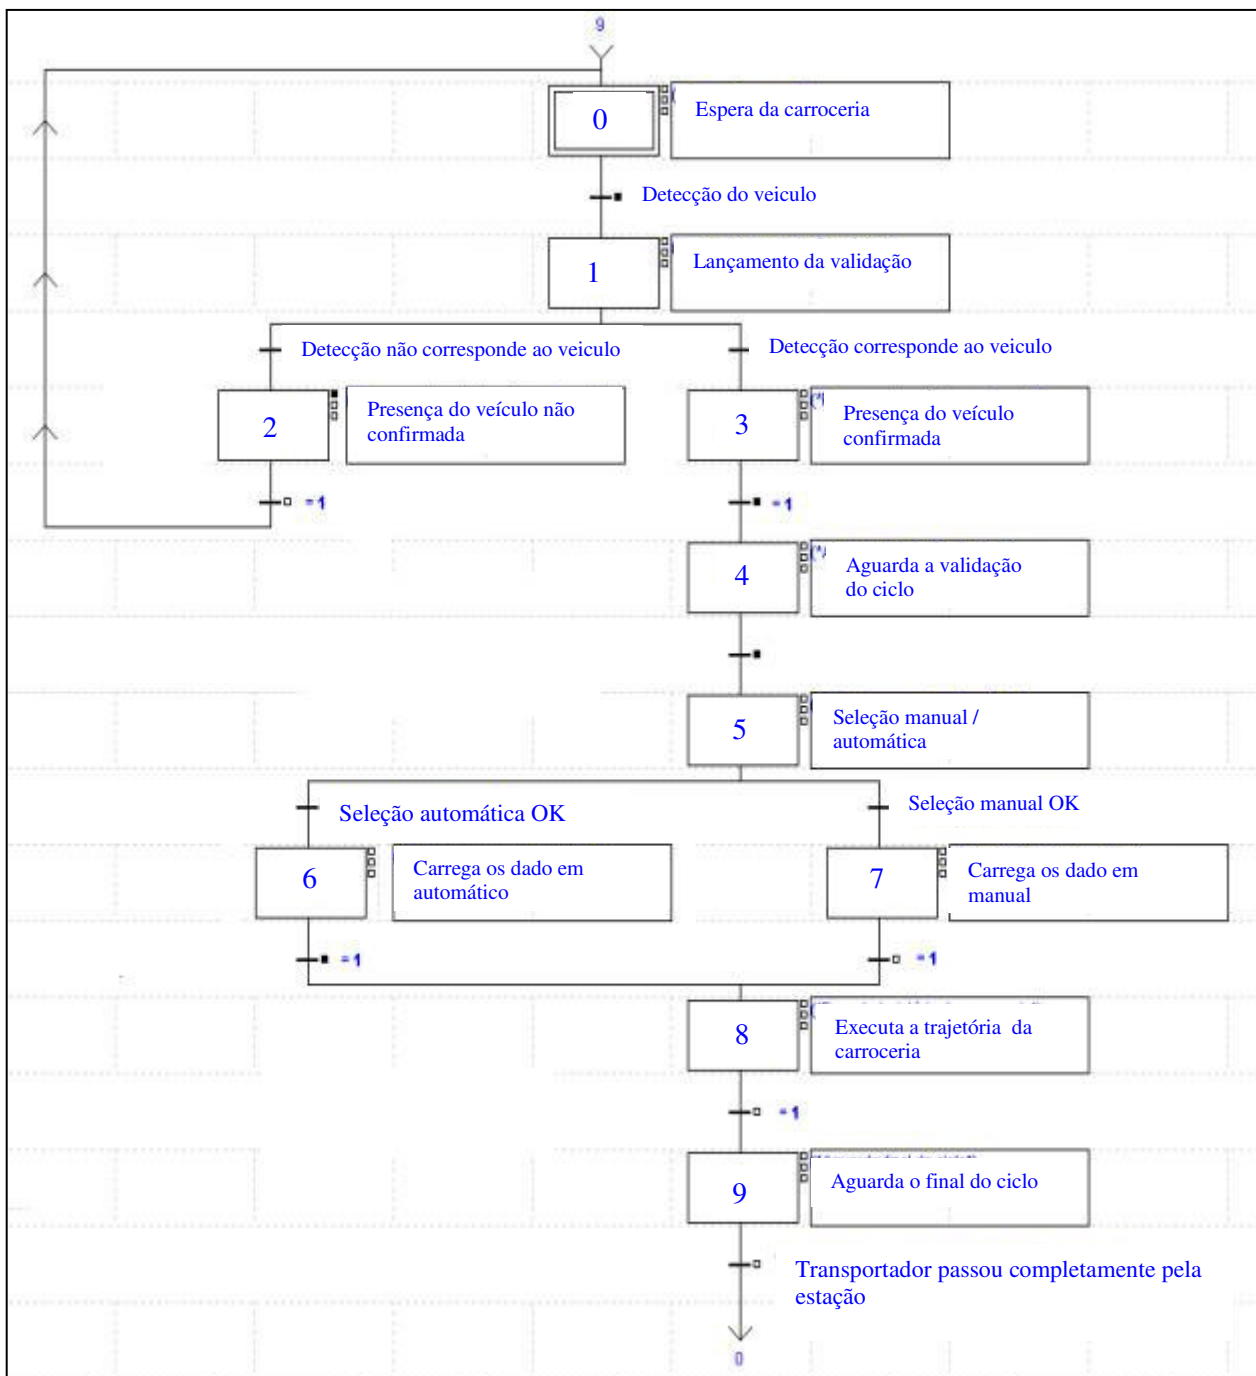 9
0
Espera da carroceria
Detecção do veiculo
1
Lançamento da validação
Detecção não corresponde ao veiculo
Detecção corresponde ao veiculo
2
Presença do veículo não
confirmada
3
Presença do veículo
confirmada
=1
=1
4
Aguarda a validação
do ciclo
5
Seleção manual /
automática
Seleção automática OK
Seleção manual OK
6
Carrega os dado em
automático
7
Carrega os dado em
manual
=1
=1
8
Executa a trajetória da
carroceria
=1
9
Aguarda o final do ciclo
Transportador passou completamente pela
estação
0